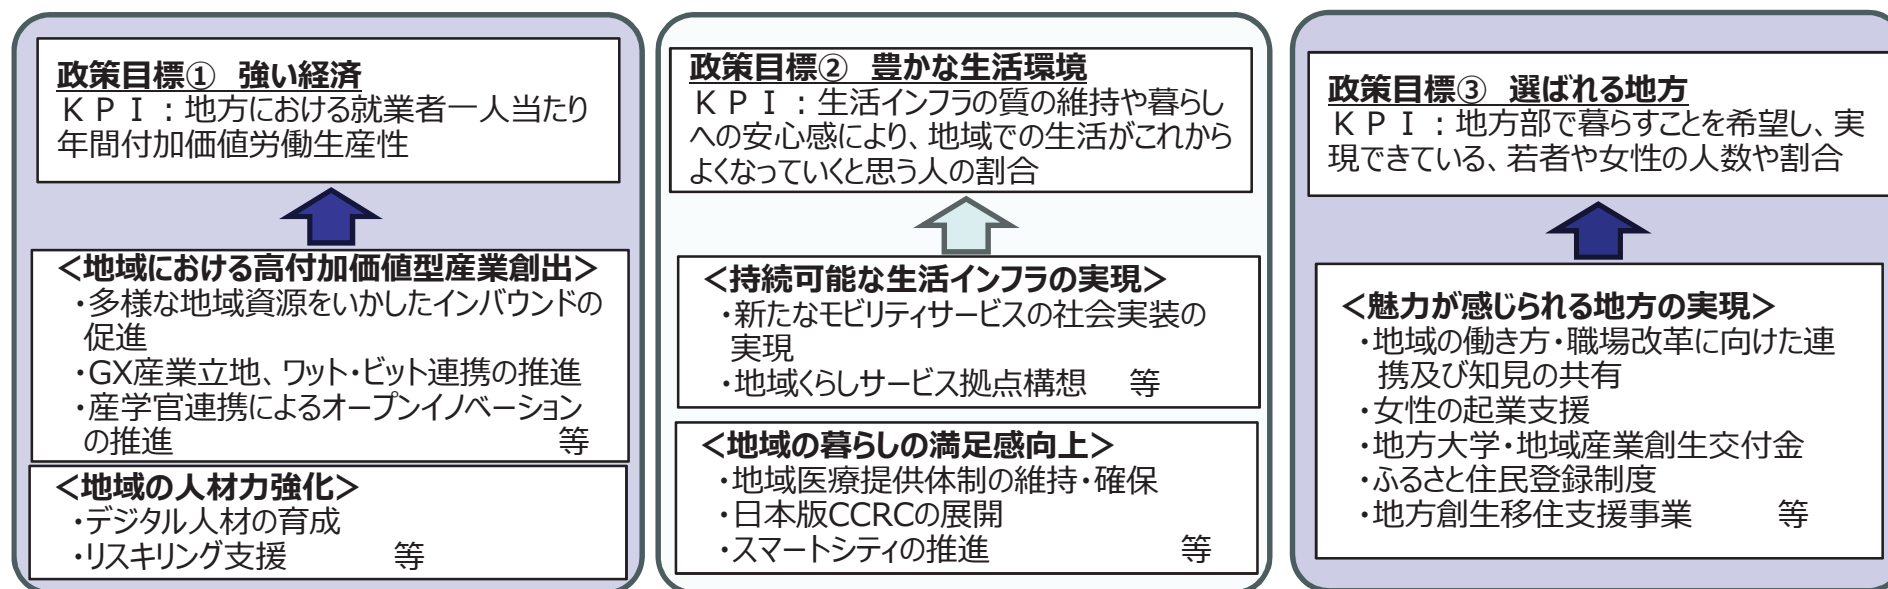 政策目標① 強い経済
ＫＰＩ：地方における就業者一人当たり
年間付加価値労働生産性
＜地域における高付加価値型産業創出＞
・多様な地域資源をいかしたインバウンドの
促進
・GX産業立地、ワット・ビット連携の推進
・産学官連携によるオープンイノベーション
の推進 等
＜地域の人材力強化＞
・デジタル人材の育成
・リスキリング支援 等
政策目標② 豊かな生活環境
ＫＰＩ：生活インフラの質の維持や暮らし
への安心感により、地域での生活がこれから
よくなっていくと思う人の割合
＜持続可能な生活インフラの実現＞
・新たなモビリティサービスの社会実装の
実現
・地域くらしサービス拠点構想 等
＜地域の暮らしの満足感向上＞
・地域医療提供体制の維持・確保
・日本版CCRCの展開
・スマートシティの推進 等
政策目標③ 選ばれる地方
ＫＰＩ：地方部で暮らすことを希望し、実
現できている、若者や女性の人数や割合
＜魅力が感じられる地方の実現＞
・地域の働き方・職場改革に向けた連
携及び知見の共有
・女性の起業支援
・地方大学・地域産業創生交付金
・ふるさと住民登録制度
・地方創生移住支援事業 等